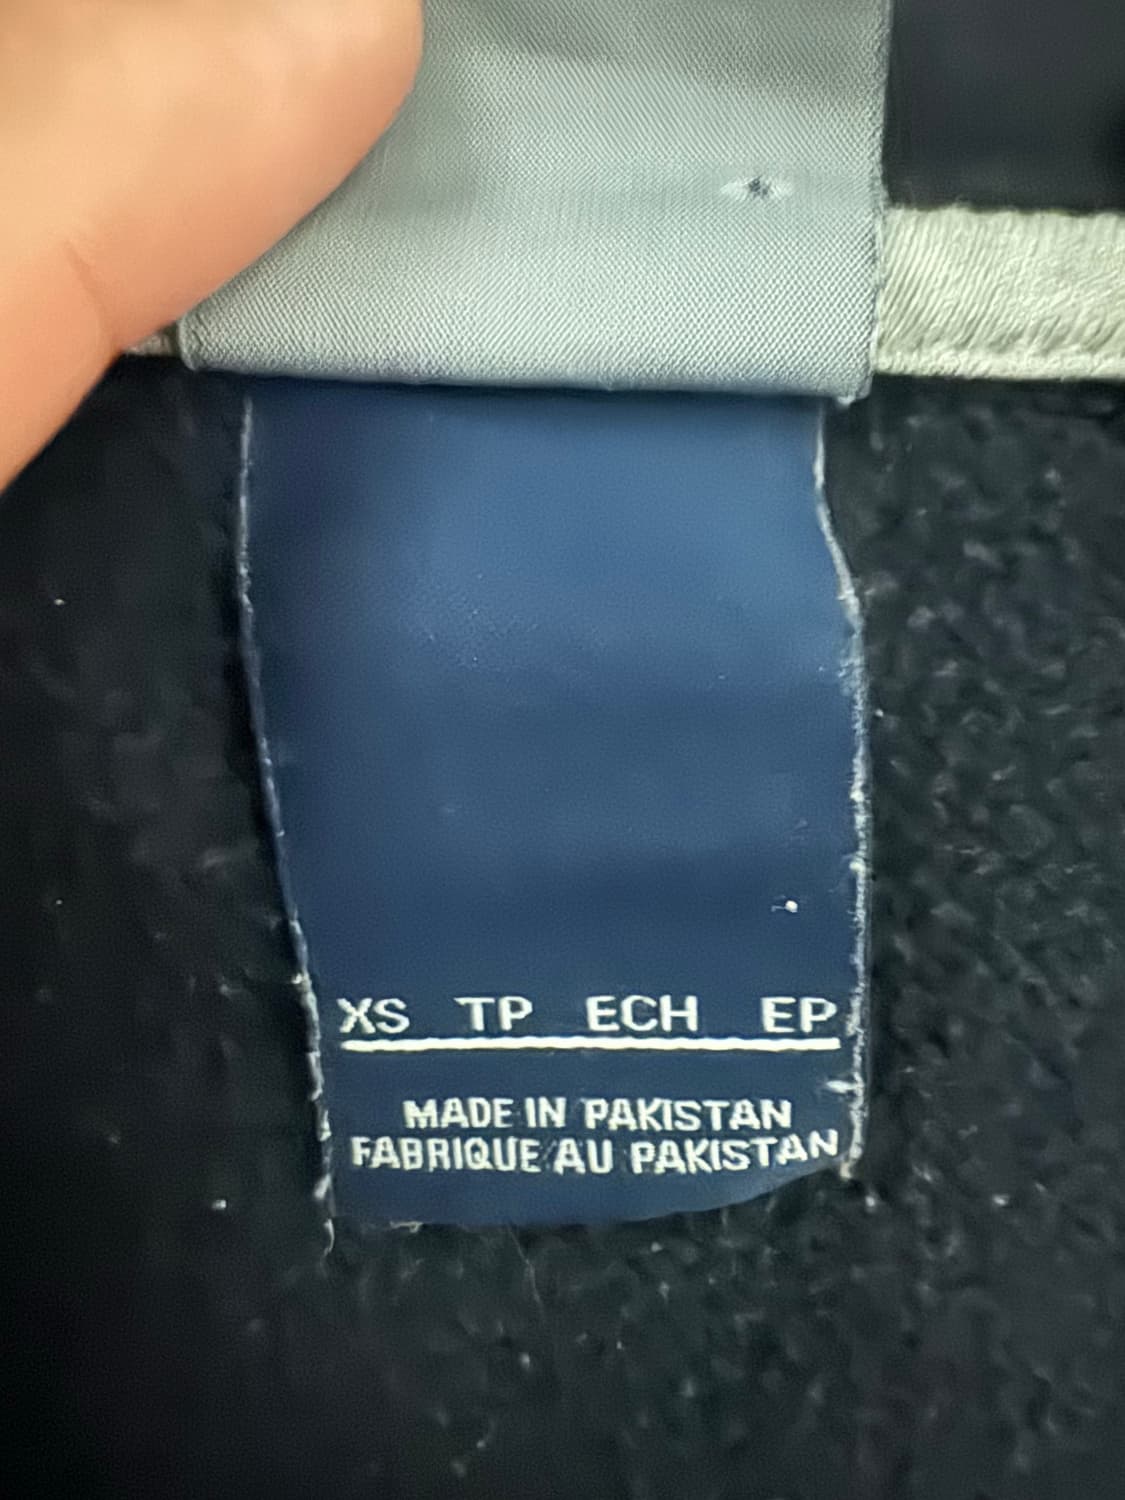 XS TP ECH EP
MADE IN PAKISTAN
FABRIQUE AU PAKISTAN